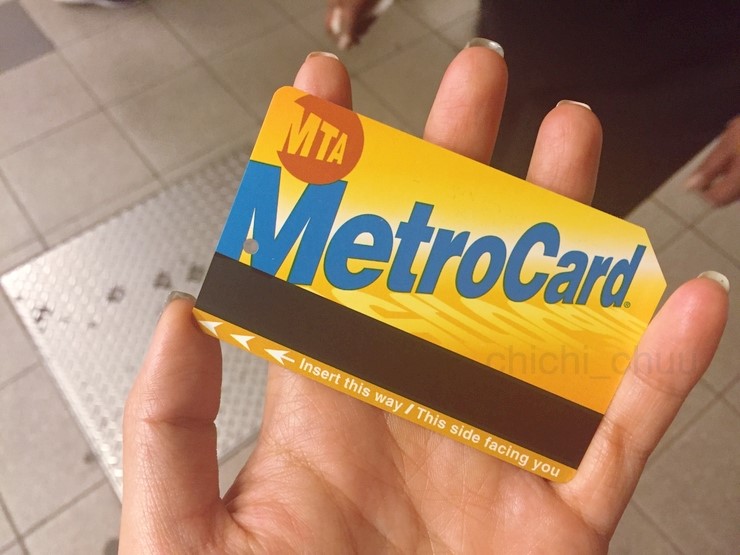 MTA
MetroCard
chichi_chuu
Insert this way / This side facing you